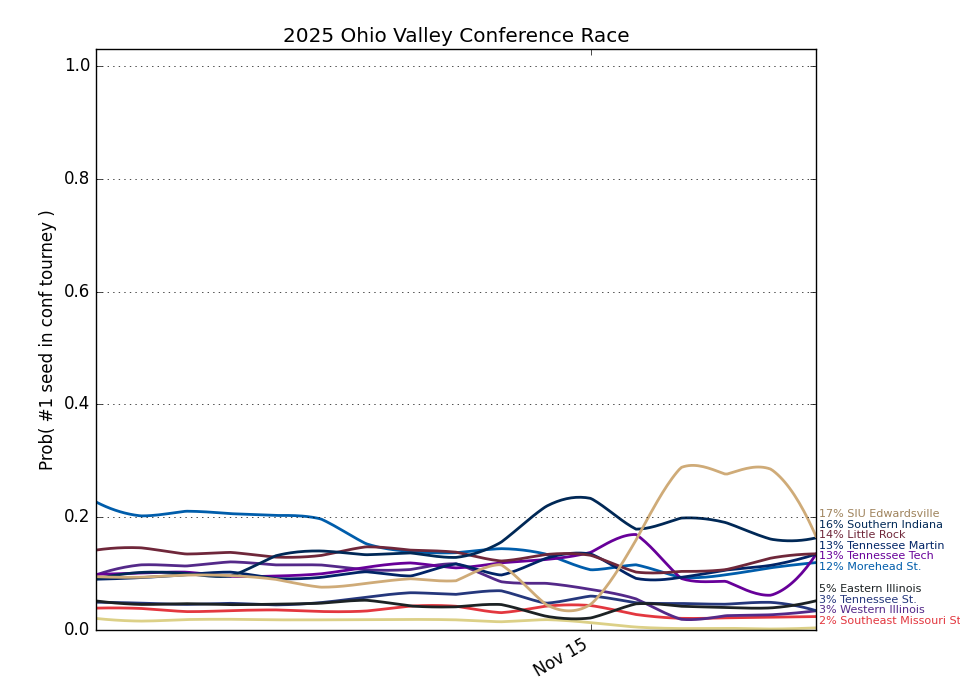 2025 Ohio Valley Conference Race
Prob( #1 seed in conf tourney )
1.0
0.8
0.6
0.4
0.2
0.0
Nov 15
17% SIU Edwardsville
16% Southern Indiana
14% Little Rock
13% Tennessee Martin
13% Tennessee Tech
12% Morehead St.
5% Eastern Illinois
3% Tennessee St.
3% Western Illinois
2% Southeast Missouri St